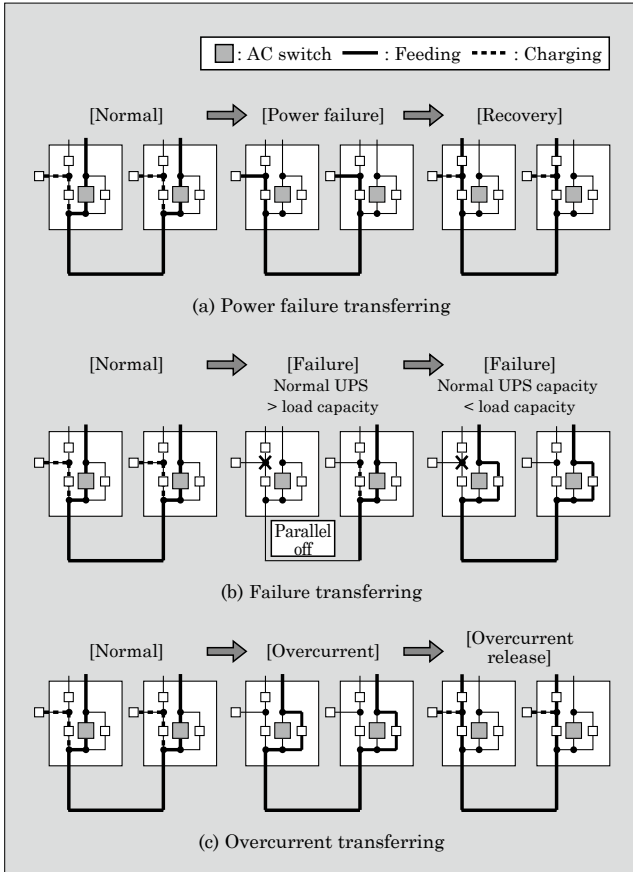 : AC switch : Feeding : Charging
[Normal] [Power failure] [Recovery]
(a) Power failure transferring
[Normal] [Failure] [Failure]
Normal UPS Normal UPS capacity
> load capacity < load capacity
Parallel
off
(b) Failure transferring
[Normal] [Overcurrent] [Overcurrent
release]
(c) Overcurrent transferring